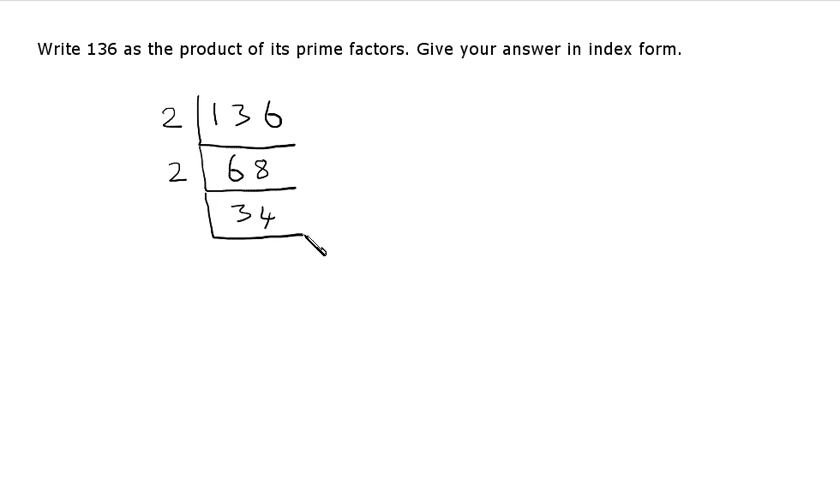 Write 136 as the product of its prime factors. Give your answer in index form.
2 136
2 68
34